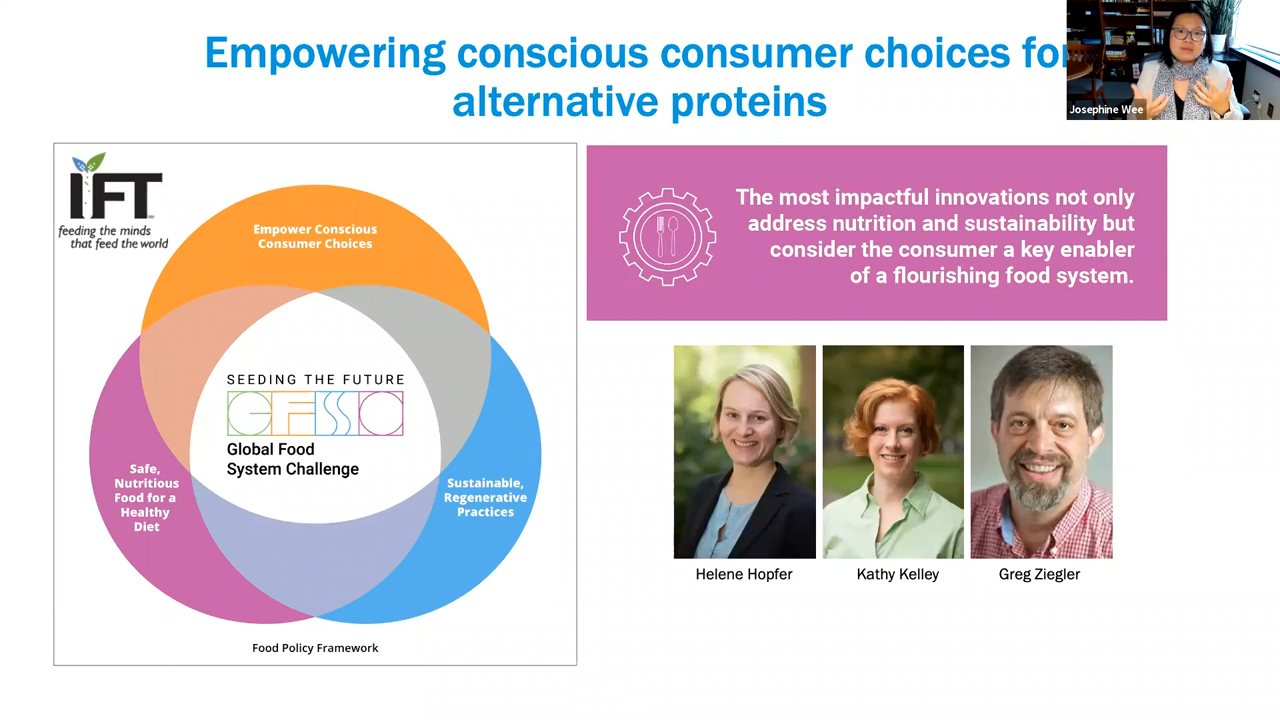 Empowering conscious consumer choices for
alternative proteins
Josephine Wee
IFT
feeding the minds
that feed the world
Empower Conscious
Consumer Choices
SEEDING THE FUTURE
GFSC
Global Food
System Challenge
Safe,
Nutritious
Food for a
Healthy
Diet
Sustainable,
Regenerative
Practices
Food Policy Framework
The most impactful innovations not only
address nutrition and sustainability but
consider the consumer a key enabler
of a flourishing food system.
Helene Hopfer
Kathy Kelley
Greg Ziegler